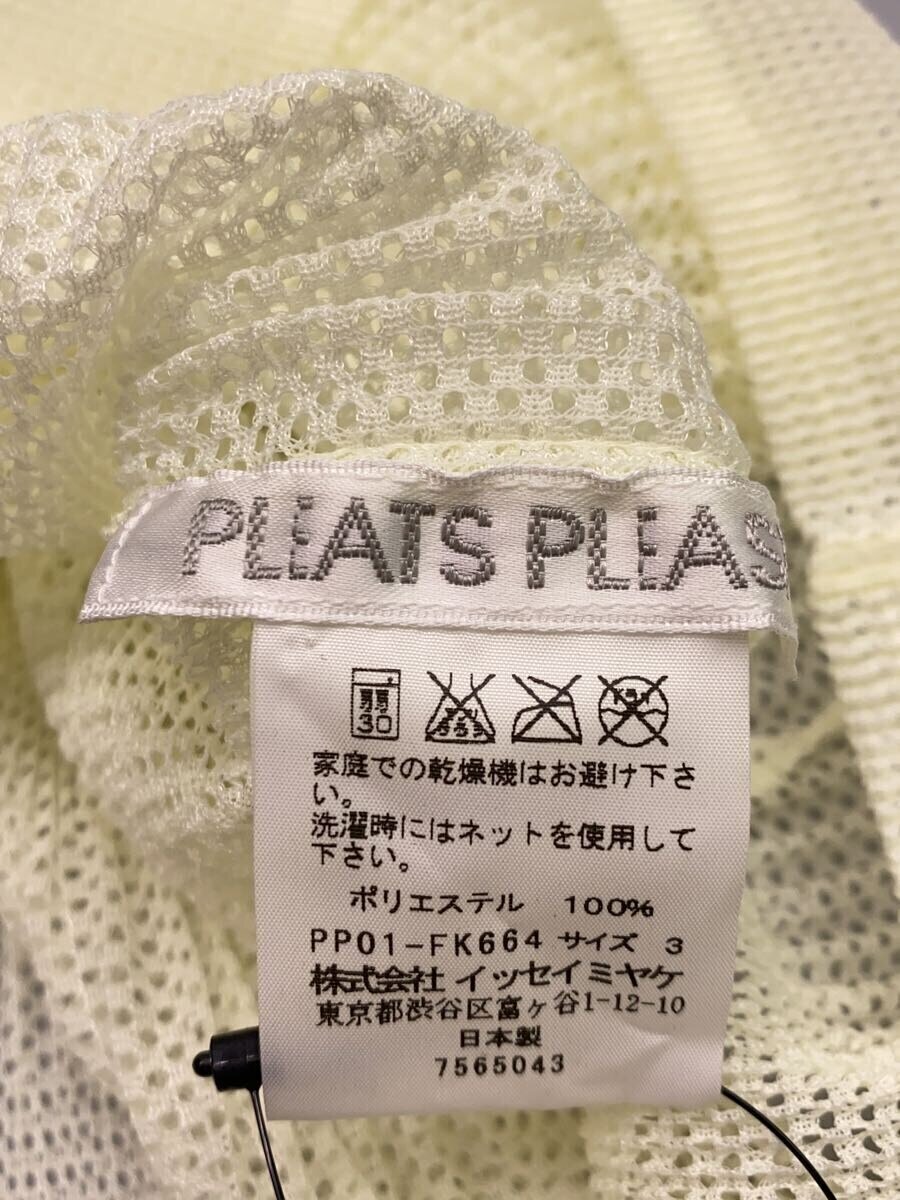 PLEATS PLEAS
弱
30
家庭での乾燥機はお避け下さ
い。
洗濯時にはネットを使用して
下さい。
ポリエステル 100%
PP01-FK664 サイズ 3
株式会社 イッセイミヤケ
東京都渋谷区富ヶ谷1-12-10
日本製
7565043